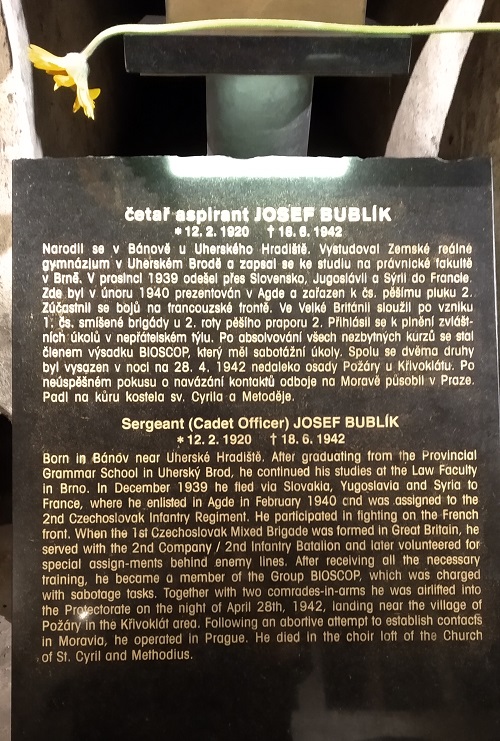 četař aspirant JOSEF BUBLÍK
* 12. 2. 1920 † 18. 6. 1942
Narodil se v Bánově u Uherského Hradiště. Vystudoval Zemské reálné
gymnázium v Uherském Brodě a zapsal se ke studiu na právnické fakultě
v Brně. V prosinci 1939 odešel přes Slovensko, Jugoslávii a Sýrii do Francie.
Zde byl v únoru 1940 prezentován v Agde a zařazen k čs. pěšímu pluku 2.
Zúčastnil se bojů na francouzské frontě. Ve Velké Británii sloužil po vzniku
1. čs. smíšené brigády u 2. roty pěšího praporu 2. Přihlásil se k plnění zvlášt-
ních úkolů v nepřátelském týlu. Po absolvování všech nezbytných kurzů se stal
členem výsadku BIOSCOP, který měl sabotážní úkoly. Spolu se dvěma druhy
byl vysazen v noci na 28. 4. 1942 nedaleko osady Požáry u Křivoklátu. Po
neúspěšném pokusu o navázání kontaktů odboje na Moravě působil v Praze.
Padl na kůru kostela sv. Cyrila a Metoděje.
Sergeant (Cadet Officer) JOSEF BUBLÍK
* 12. 2. 1920 † 18. 6. 1942
Born in Bánov near Uherské Hradiště. After graduating from the Provincial
Grammar School in Uherský Brod, he continued his studies at the Law Faculty
in Brno. In December 1939 he fled via Slovakia, Yugoslavia and Syria to
France, where he enlisted in Agde in February 1940 and was assigned to the
2nd Czechoslovak Infantry Regiment. He participated in fighting on the French
front. When the 1st Czechoslovak Mixed Brigade was formed in Great Britain, he
served with the 2nd Company / 2nd Infantry Batalion and later volunteered for
special assign-ments behind enemy lines. After receiving all the necessary
training, he became a member of the Group BIOSCOP, which was charged
with sabotage tasks. Together with two comrades-in-arms he was airlifted into
the Protectorate on the night of April 28th, 1942, landing near the village of
Požáry in the Křivoklát area. Following an abortive attempt to establish contacts
in Moravia, he operated in Prague. He died in the choir loft of the Church
of St. Cyril and Methodius.